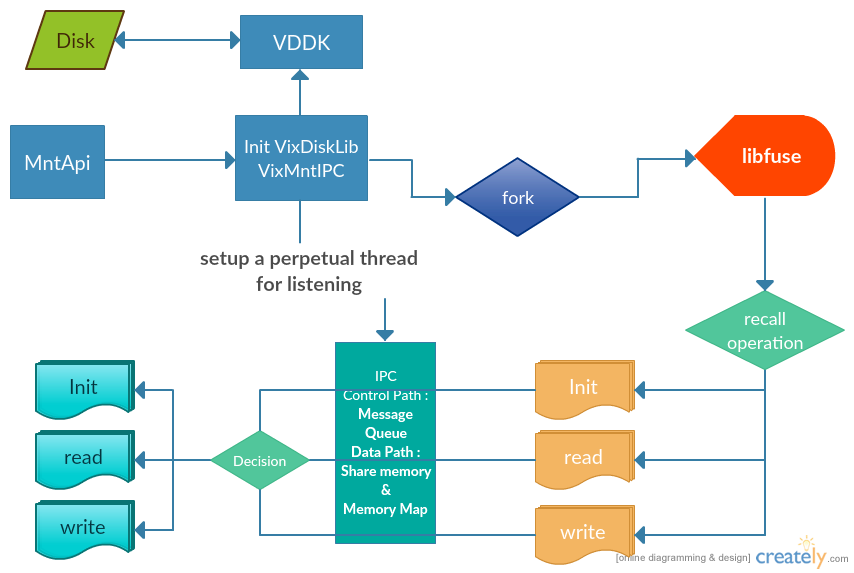 Disk
VDDK
MntApi
Init VixDiskLib
VixMntIPC
fork
libfuse
setup a perpetual thread
for listening
recall
operation
IPC
Control Path :
Message
Queue
Data Path :
Share memory
&
Memory Map
Init
read
write
Decision
Init
read
write
[online diagramming & design]
creately.com